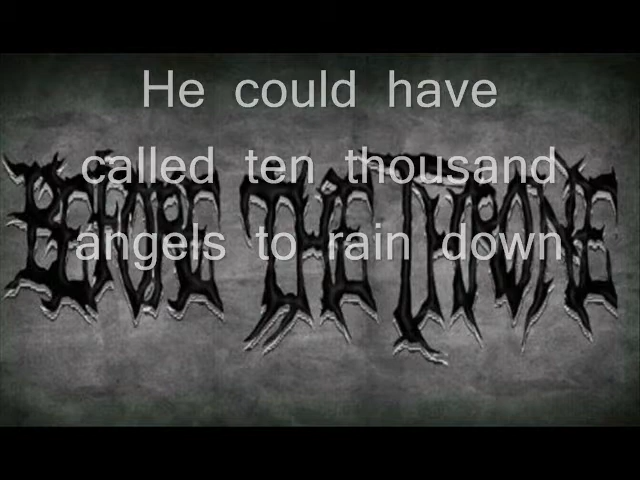 He could have
called ten thousand
BEFORE THE THRONE
angels to rain down